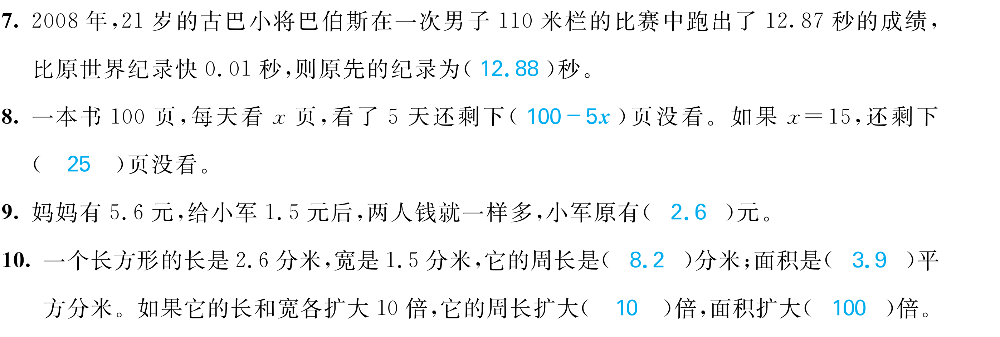 7. 2008 年,21 岁的古巴小将巴伯斯在一次男子 110 米栏的比赛中跑出了 12.87 秒的成绩,
比原世界纪录快 0.01 秒,则原先的纪录为( 12.88 )秒。
8. 一本书 100 页,每天看 x 页,看了 5 天还剩下( 100－5x )页没看。如果 x＝15,还剩下
( 25 )页没看。
9. 妈妈有 5.6 元,给小军 1.5 元后,两人钱就一样多,小军原有( 2.6 )元。
10. 一个长方形的长是 2.6 分米,宽是 1.5 分米,它的周长是( 8.2 )分米;面积是( 3.9 )平
方分米。如果它的长和宽各扩大 10 倍,它的周长扩大( 10 )倍,面积扩大( 100 )倍。